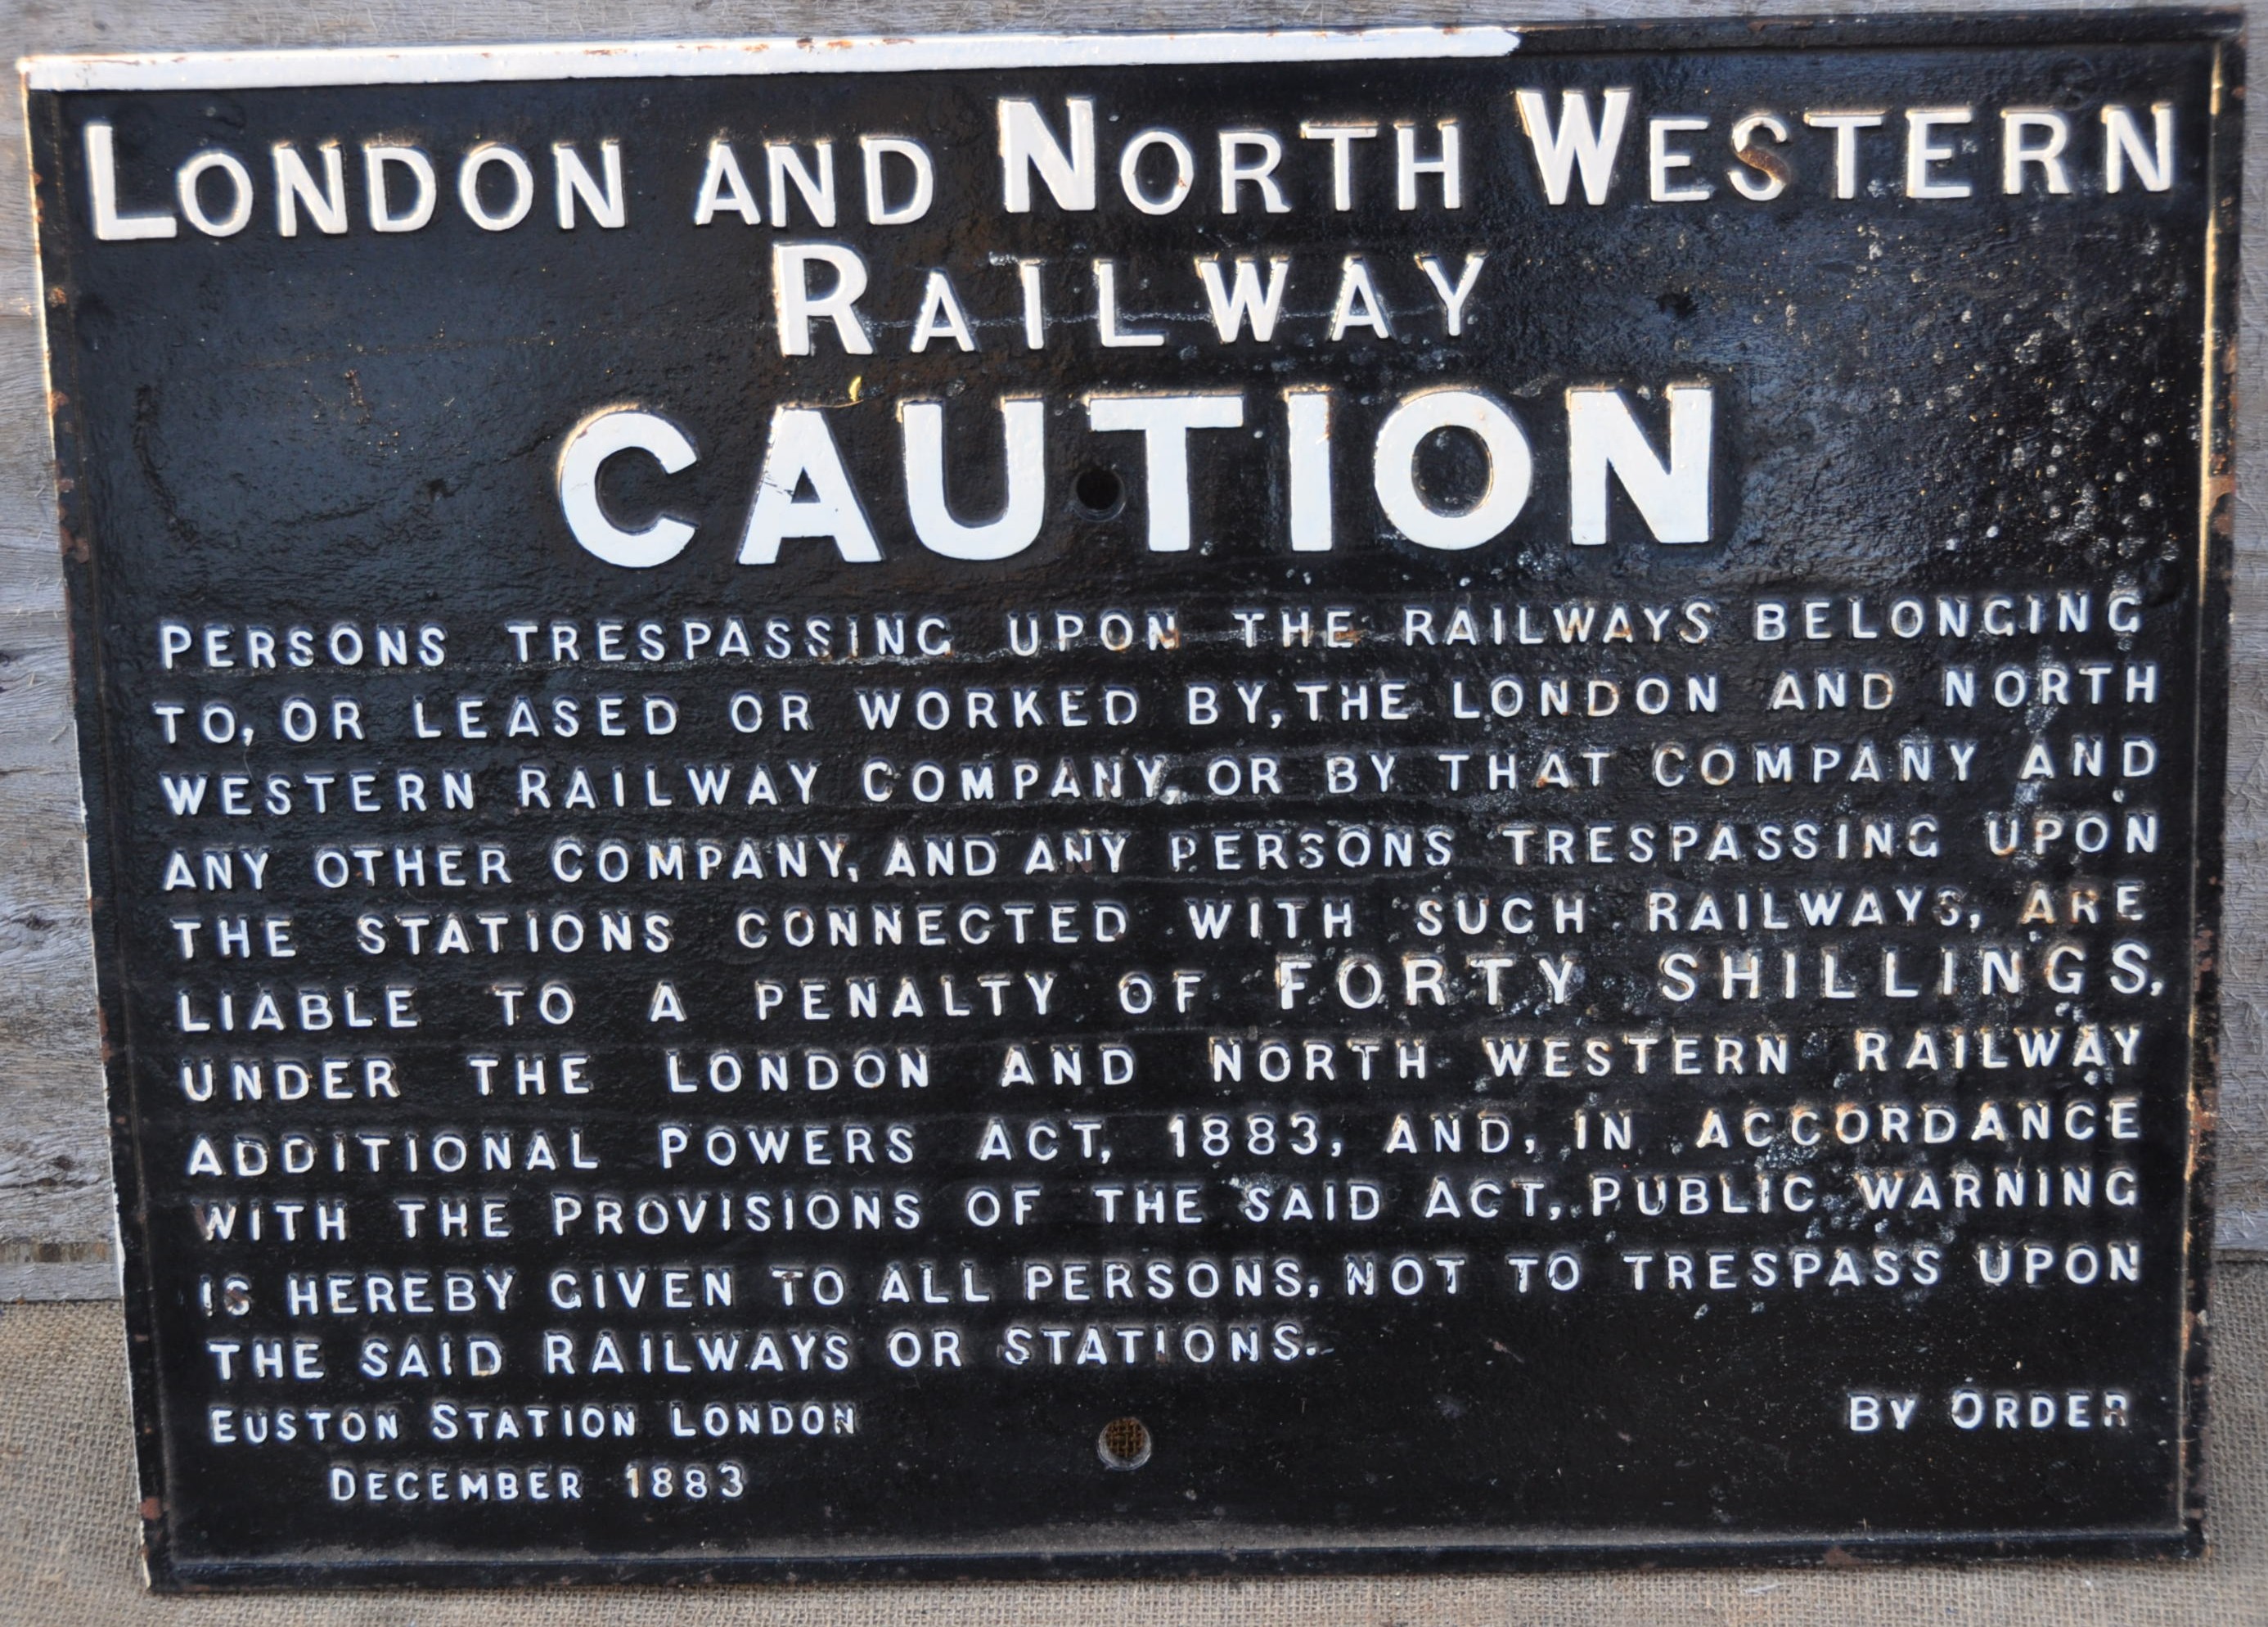 LONDON AND NORTH WESTERN
RAILWAY
CAUTION
PERSONS TRESPASSING UPON THE RAILWAYS BELONGING
TO, OR LEASED OR WORKED BY, THE LONDON AND NORTH
WESTERN RAILWAY COMPANY, OR BY THAT COMPANY AND
ANY OTHER COMPANY, AND ANY PERSONS TRESPASSING UPON
THE STATIONS CONNECTED WITH SUCH RAILWAYS, ARE
LIABLE TO A PENALTY OF FORTY SHILLINGS,
UNDER THE LONDON AND NORTH WESTERN RAILWAY
ADDITIONAL POWERS ACT, 1883, AND, IN ACCORDANCE
WITH THE PROVISIONS OF THE SAID ACT, PUBLIC WARNING
IS HEREBY GIVEN TO ALL PERSONS, NOT TO TRESPASS UPON
THE SAID RAILWAYS OR STATIONS.
EUSTON STATION LONDON
BY ORDER
DECEMBER 1883